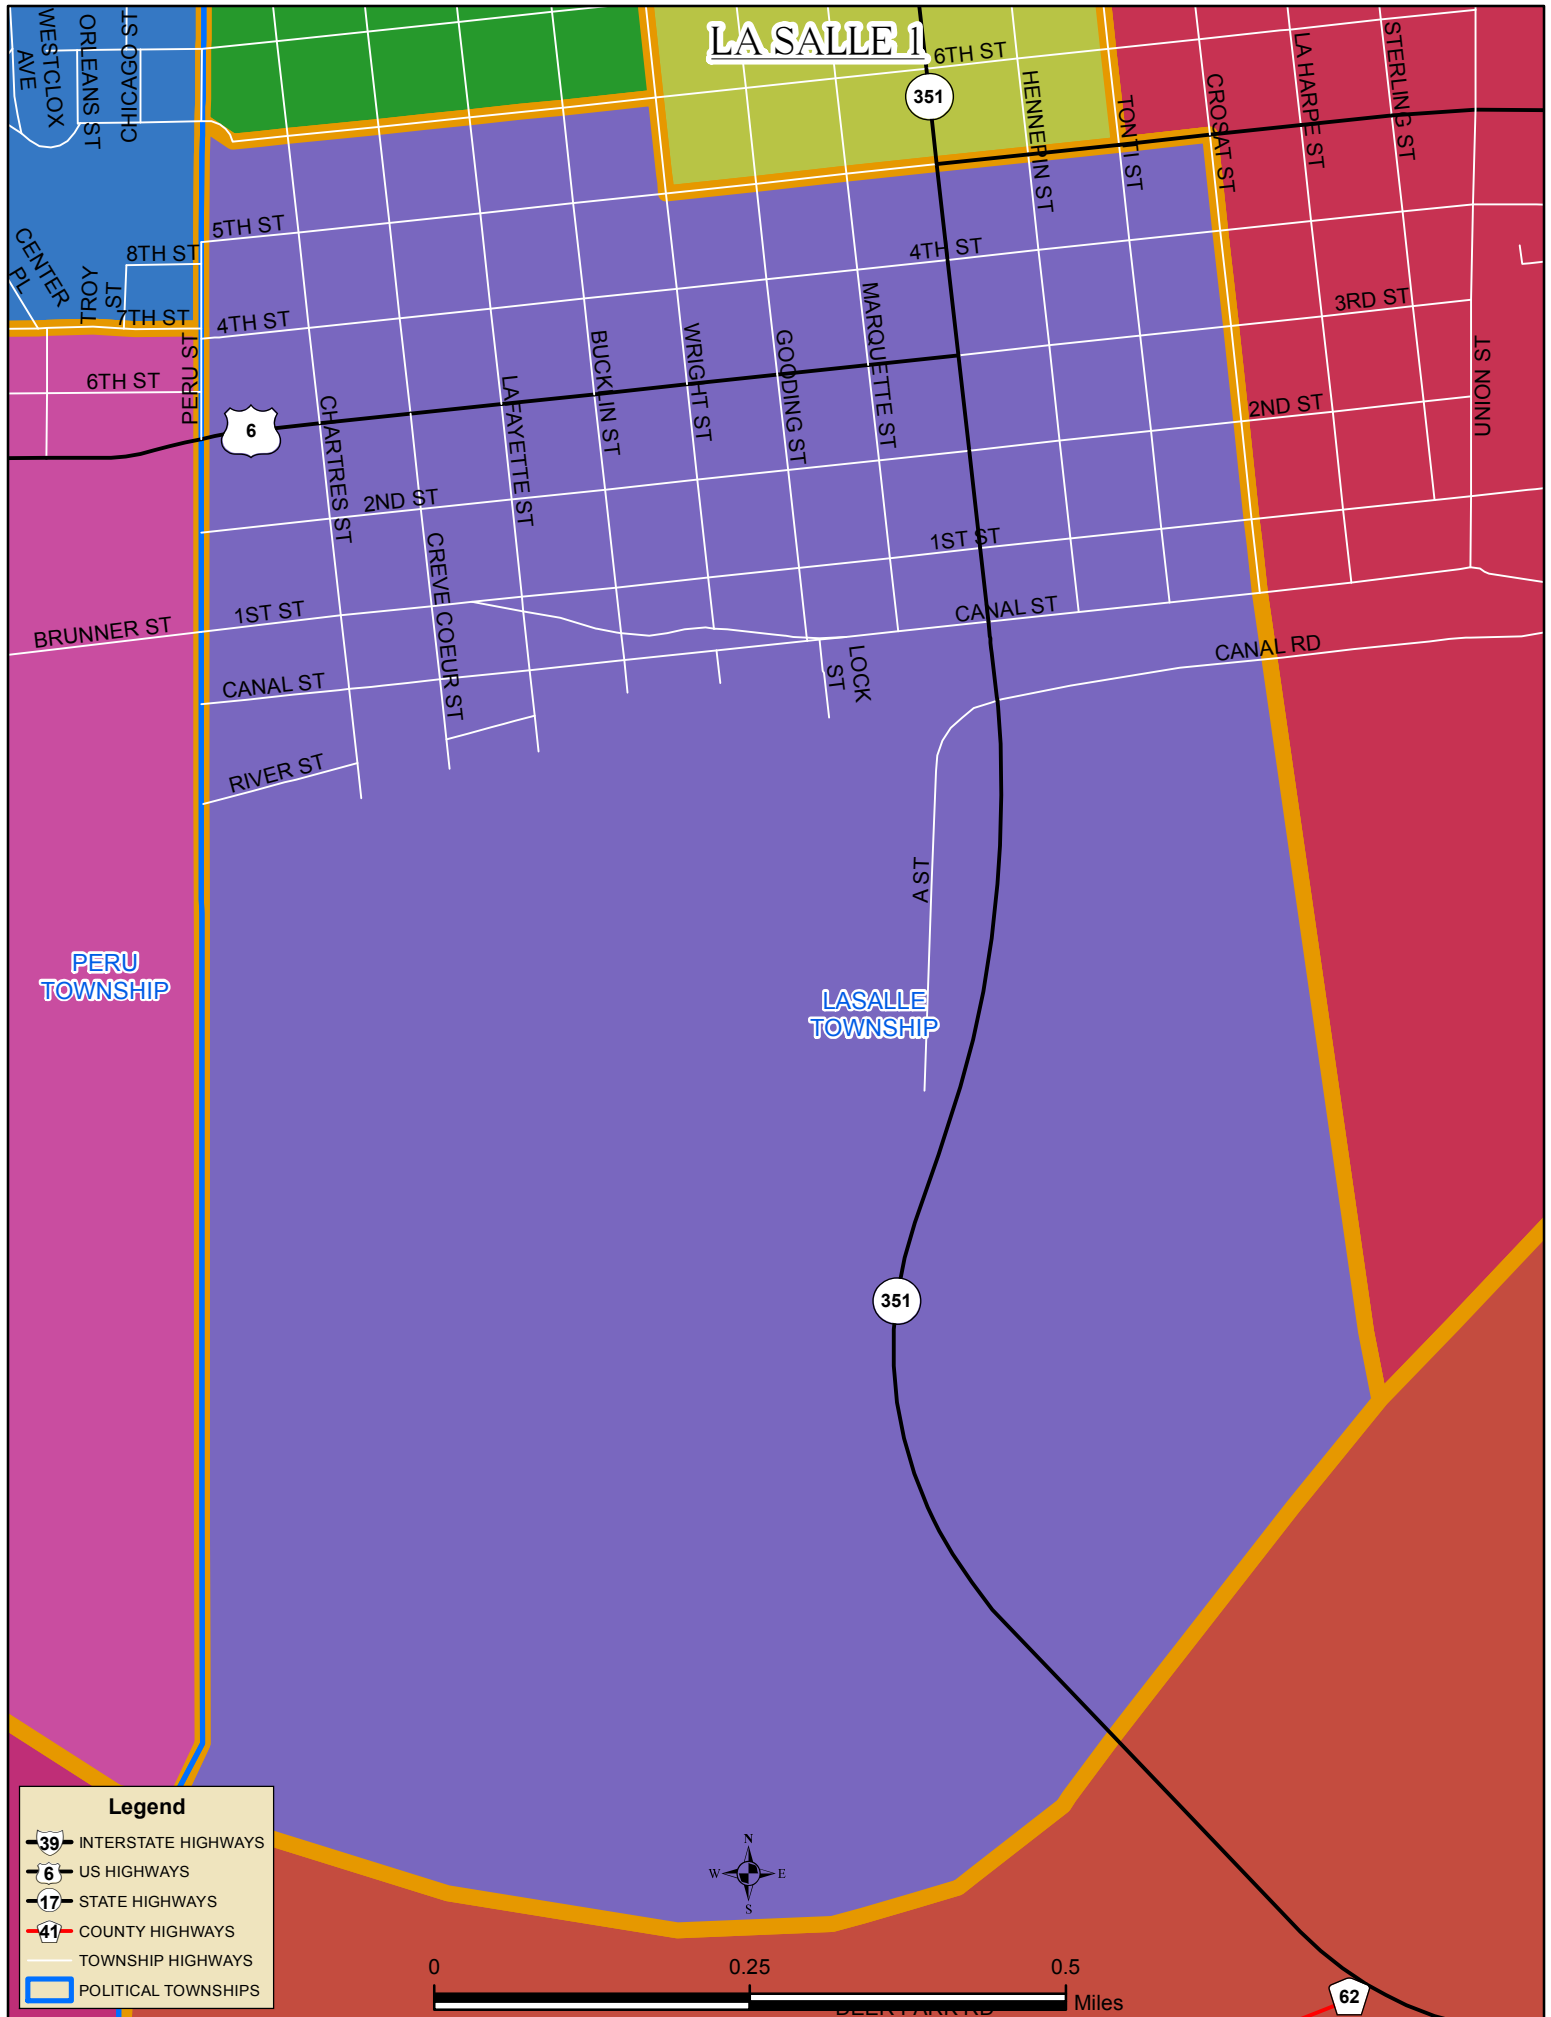 LA SALLE 1
WESTCLOX
AVE
ORLEANS ST
CHICAGO ST
6TH ST
351
HENNEPIN ST
TONTI ST
CROSAT ST
LA HARPE ST
STERLING ST
5TH ST
8TH ST
CENTER
PL
TROY
ST
7TH ST
4TH ST
4TH ST
3RD ST
PERU ST
6TH ST
6
CHARTRES ST
LAFAYETTE ST
BUCKLIN ST
WRIGHT ST
GOODING ST
MARQUETTE ST
2ND ST
UNION ST
2ND ST
CREVE COEUR ST
1ST ST
1ST ST
BRUNNER ST
CANAL ST
CANAL RD
LOCK
ST
CANAL ST
RIVER ST
A ST
PERU
TOWNSHIP
LASALLE
TOWNSHIP
351
Legend
39 INTERSTATE HIGHWAYS
6 US HIGHWAYS
17 STATE HIGHWAYS
41 COUNTY HIGHWAYS
TOWNSHIP HIGHWAYS
POLITICAL TOWNSHIPS
N
W E
S
0 0.25 0.5
Miles
DEER PARK RD
62